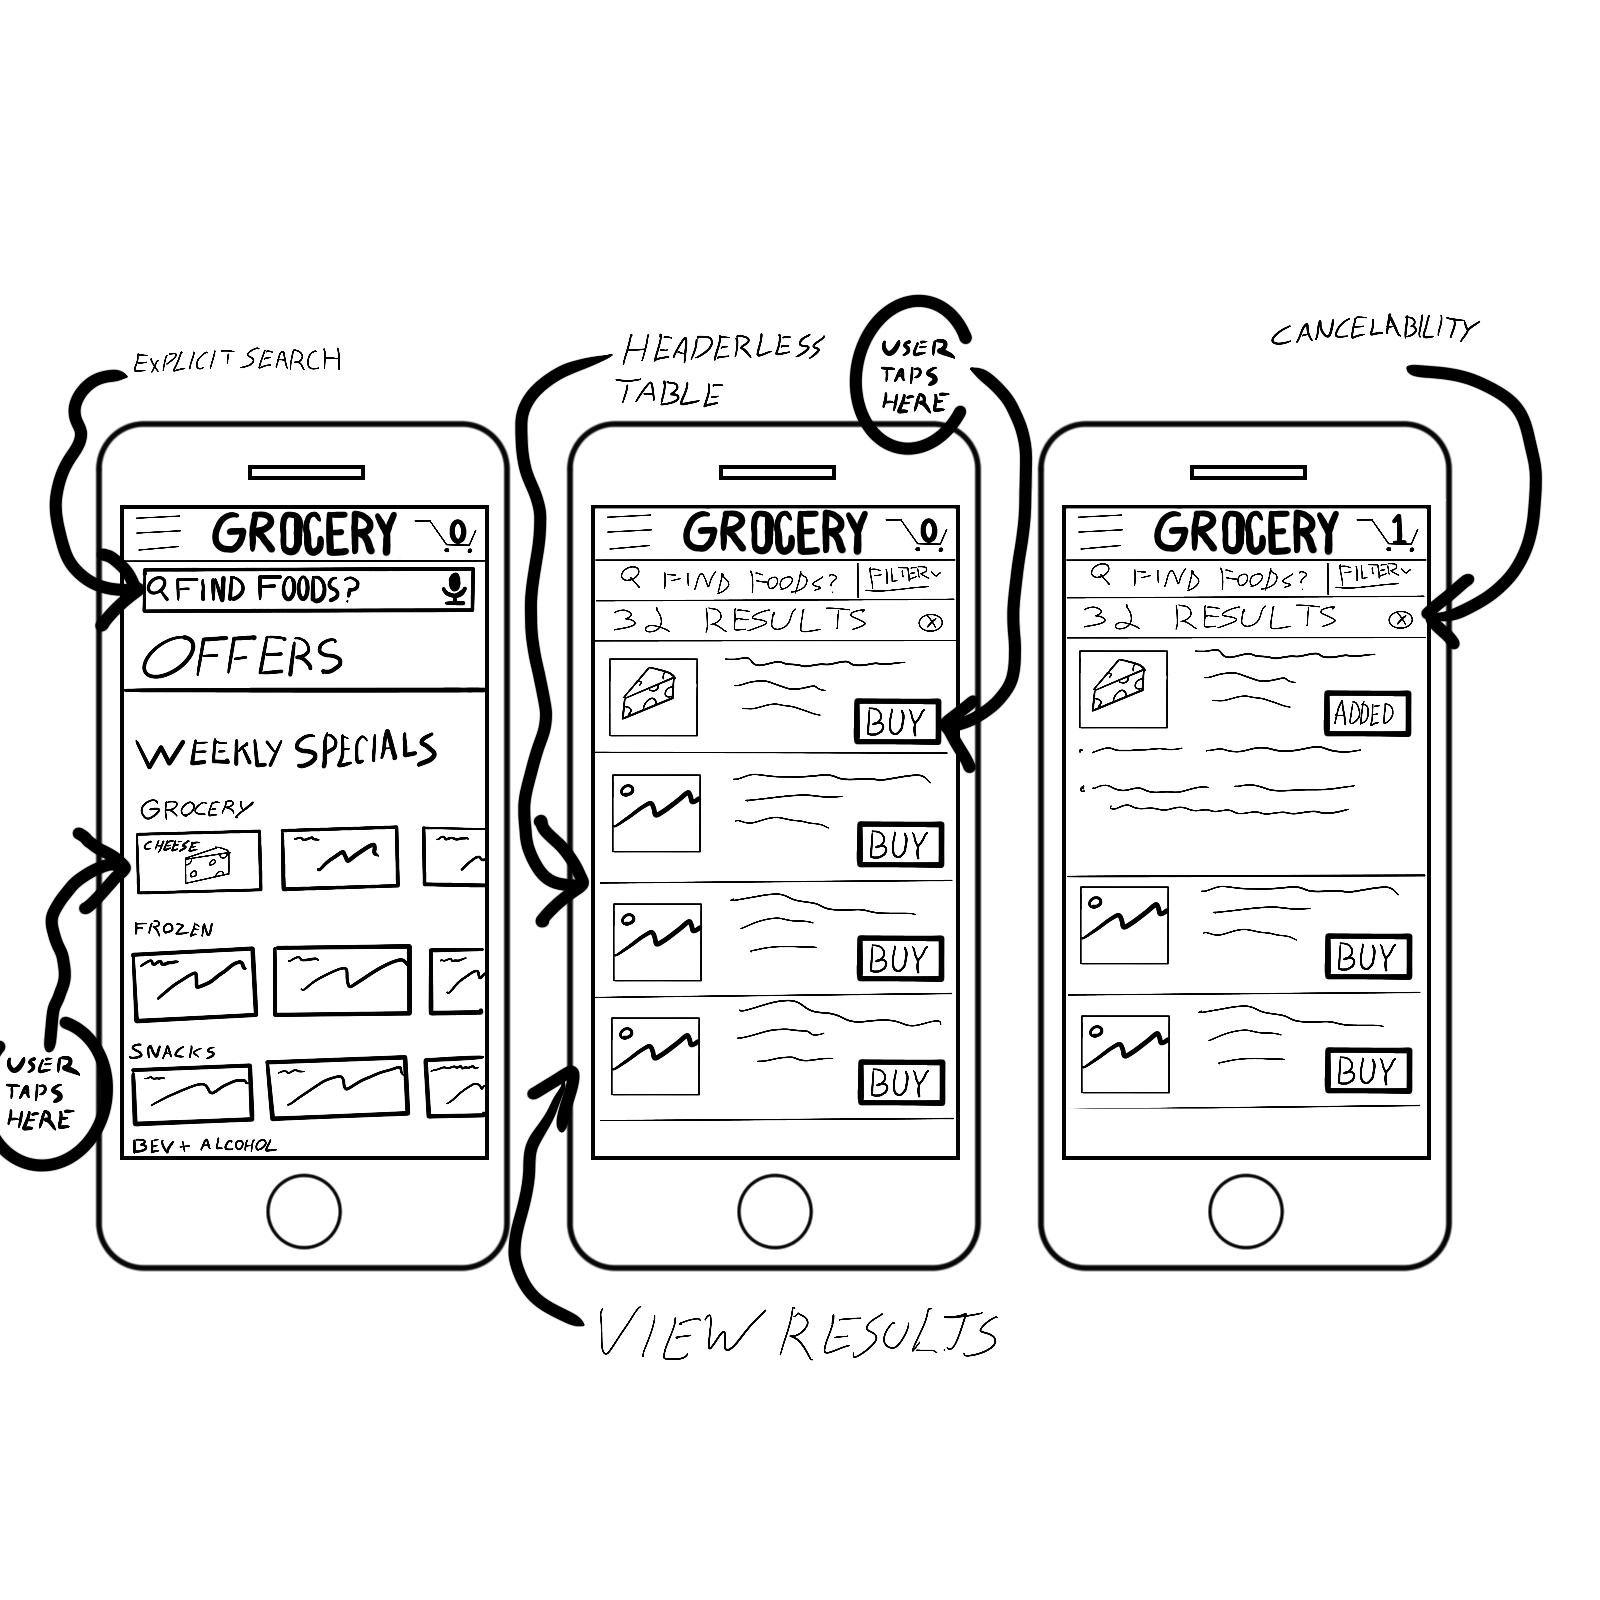 EXPLICIT SEARCH
HEADERLESS
TABLE
USER
TAPS
HERE
CANCELABILITY
GROCERY 0
FIND FOODS?
OFFERS
WEEKLY SPECIALS
GROCERY
CHEESE
FROZEN
SNACKS
BEV + ALCOHOL
USER
TAPS
HERE
GROCERY 0
FIND FOODS? FILTER
32 RESULTS X
BUY
BUY
BUY
BUY
VIEW RESULTS
GROCERY 1
FIND FOODS? FILTER
32 RESULTS X
ADDED
BUY
BUY